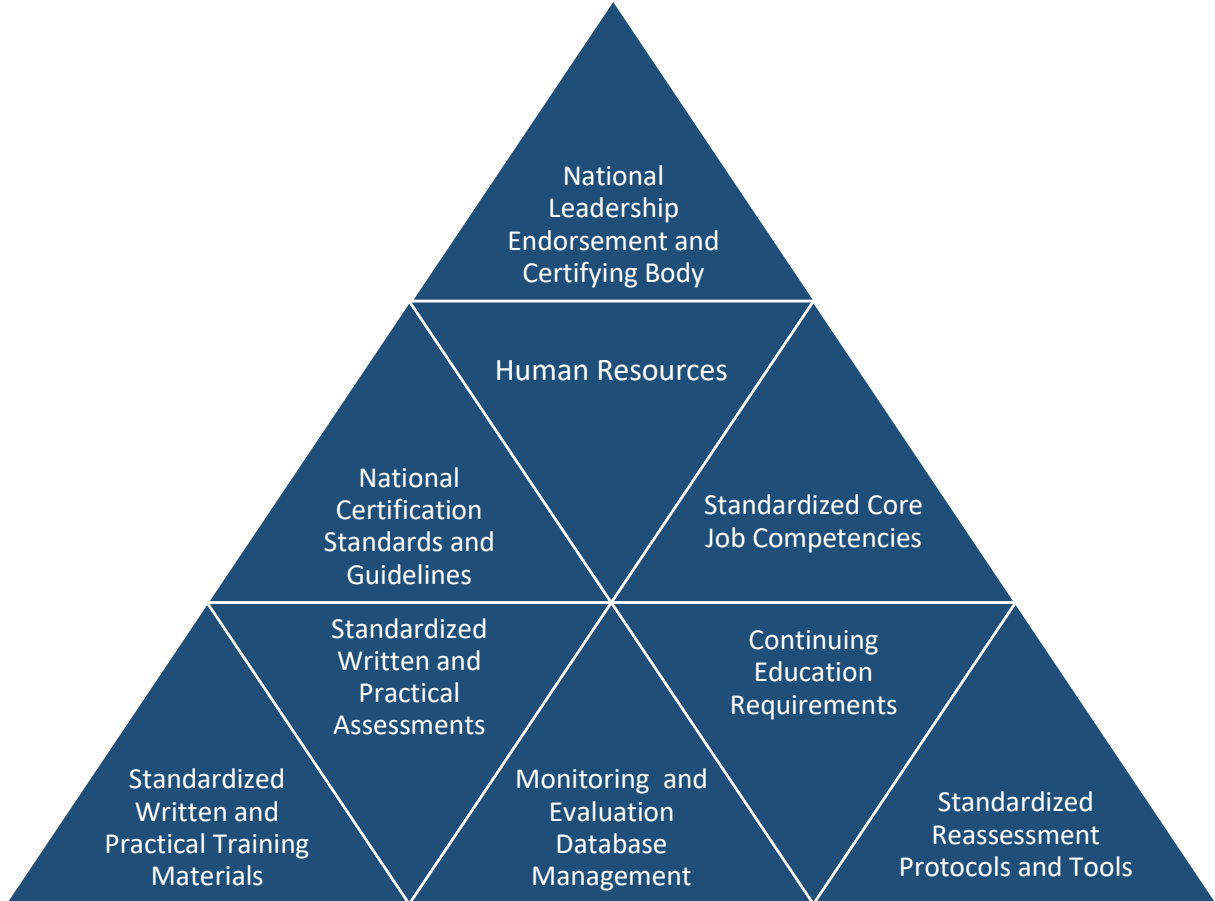 National
Leadership
Endorsement and
Certifying Body
Human Resources
National
Certification
Standards and
Guidelines
Standardized Core
Job Competencies
Standardized
Written and
Practical
Assessments
Continuing
Education
Requirements
Standardized
Written and
Practical Training
Materials
Monitoring and
Evaluation
Database
Management
Standardized
Reassessment
Protocols and Tools